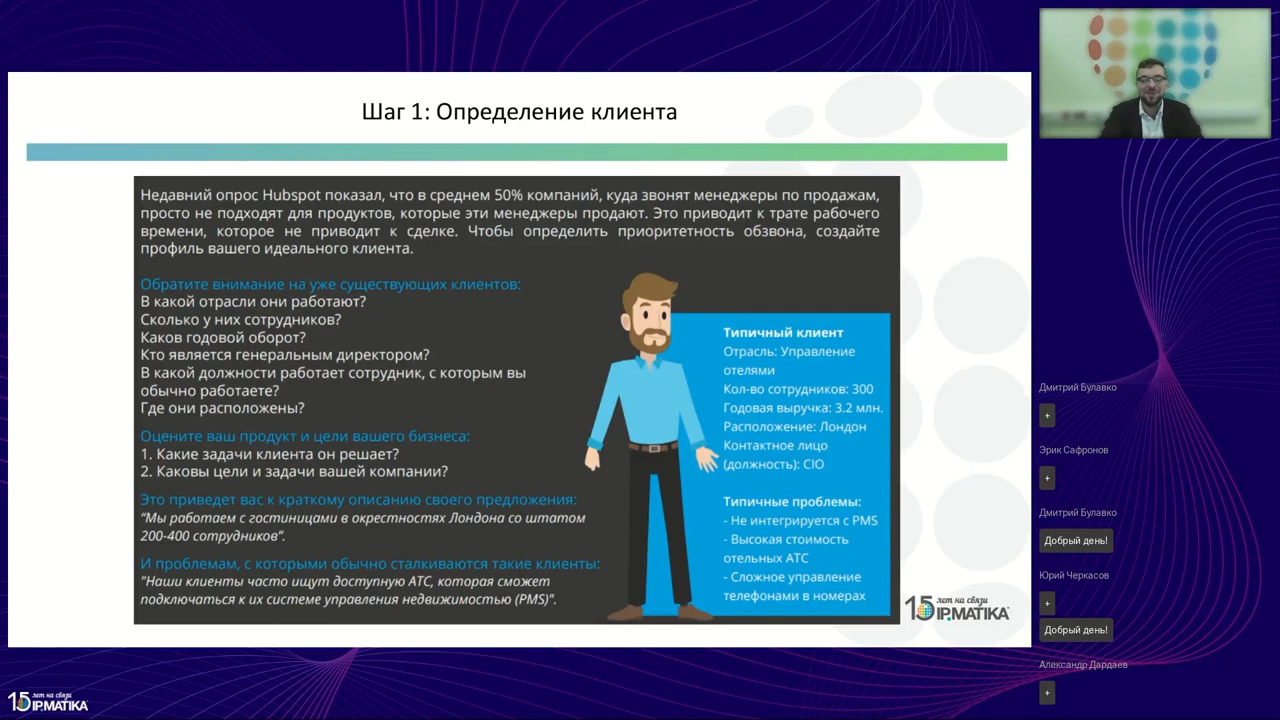 Шаг 1: Определение клиента
Недавний опрос Hubspot показал, что в среднем 50% компаний, куда звонят менеджеры по продажам,
просто не подходят для продуктов, которые эти менеджеры продают. Это приводит к трате рабочего
времени, которое не приводит к сделке. Чтобы определить приоритетность обзвона, создайте
профиль вашего идеального клиента.
Обратите внимание на уже существующих клиентов:
В какой отрасли они работают?
Сколько у них сотрудников?
Каков годовой оборот?
Кто является генеральным директором?
В какой должности работает сотрудник, с которым вы
обычно работаете?
Где они расположены?
Оцените ваш продукт и цели вашего бизнеса:
1. Какие задачи клиента он решает?
2. Каковы цели и задачи вашей компании?
Это приведет вас к краткому описанию своего предложения:
“Мы работаем с гостиницами в окрестностях Лондона со штатом
200-400 сотрудников”.
И проблемам, с которыми обычно сталкиваются такие клиенты:
"Наши клиенты часто ищут доступную АТС, которая сможет
подключаться к их системе управления недвижимостью (PMS)".
Типичный клиент
Отрасль: Управление
отелями
Кол-во сотрудников: 300
Годовая выручка: 3.2 млн.
Расположение: Лондон
Контактное лицо
(должность): CIO
Типичные проблемы:
- Не интегрируется с PMS
- Высокая стоимость
отельных АТС
- Сложное управление
телефонами в номерах
15 лет на связи
IPMATIKA
15 лет на связи
IPMATIKA
Дмитрий Булавко
+
Эрик Сафронов
+
Дмитрий Булавко
Добрый день!
Юрий Черкасов
+
Добрый день!
Александр Дардаев
+